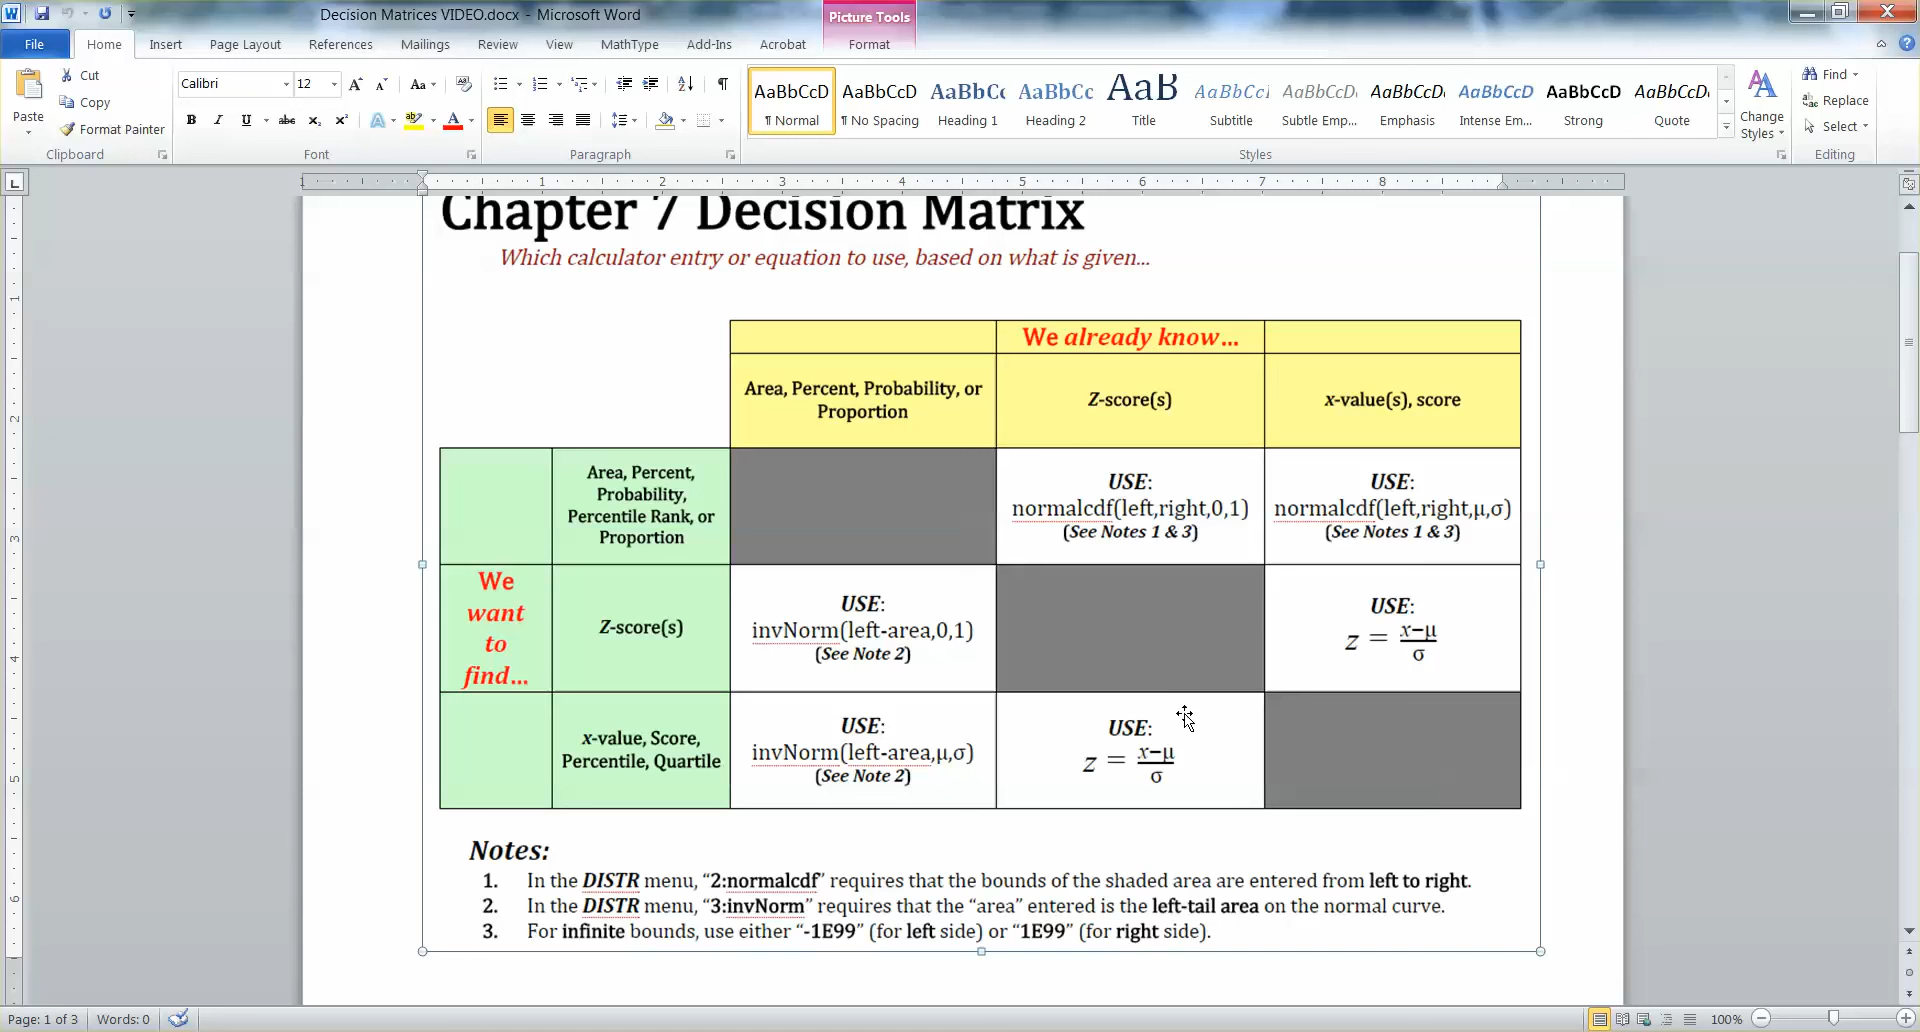 Decision Matrices VIDEO.docx - Microsoft Word
Picture Tools
File Home Insert Page Layout References Mailings Review View MathType Add-Ins Acrobat Format
Paste
Cut
Copy
Format Painter
Clipboard
Calibri 12
Font
Paragraph
AaBbCcD AaBbCcD AaBbCc AaBbCc AaB AaBbCcI AaBbCcD AaBbCcD AaBbCcD AaBbCcD AaBbCcD
¶ Normal ¶ No Spacing Heading 1 Heading 2 Title Subtitle Subtle Emp... Emphasis Intense Em... Strong Quote
Styles
Change
Styles
Find
Replace
Select
Editing
1 1 2 3 4 5 6 7 8
Chapter 7 Decision Matrix
Which calculator entry or equation to use, based on what is given...
We already know...
Area, Percent, Probability, or
Proportion
Z-score(s)
x-value(s), score
We
want
to
find...
Area, Percent,
Probability,
Percentile Rank, or
Proportion
USE:
normalcdf(left,right,0,1)
(See Notes 1 & 3)
USE:
normalcdf(left,right,μ,σ)
(See Notes 1 & 3)
Z-score(s)
USE:
invNorm(left-area,0,1)
(See Note 2)
USE:
z = x−μ / σ
x-value, Score,
Percentile, Quartile
USE:
invNorm(left-area,μ,σ)
(See Note 2)
USE:
z = x−μ / σ
Notes:
1. In the DISTR menu, “2:normalcdf” requires that the bounds of the shaded area are entered from left to right.
2. In the DISTR menu, “3:invNorm” requires that the “area” entered is the left-tail area on the normal curve.
3. For infinite bounds, use either “-1E99” (for left side) or “1E99” (for right side).
Page: 1 of 3 Words: 0 100%